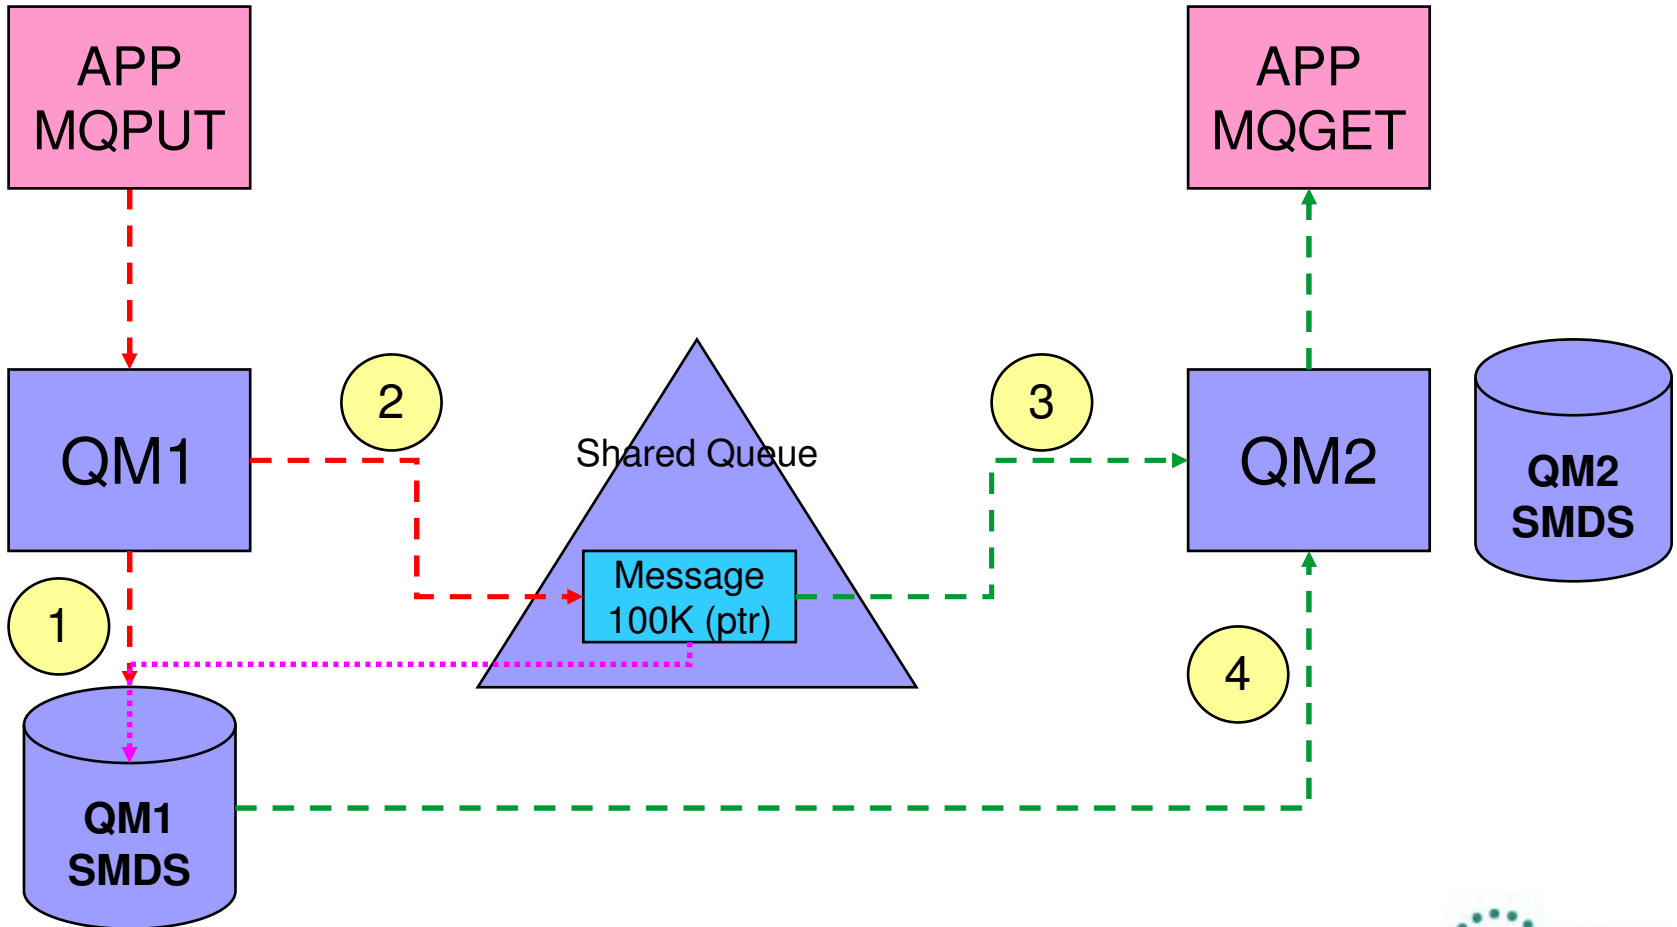 APP
MQPUT
APP
MQGET
2
3
QM1
Shared Queue
QM2
QM2
SMDS
Message
100K (ptr)
1
4
QM1
SMDS